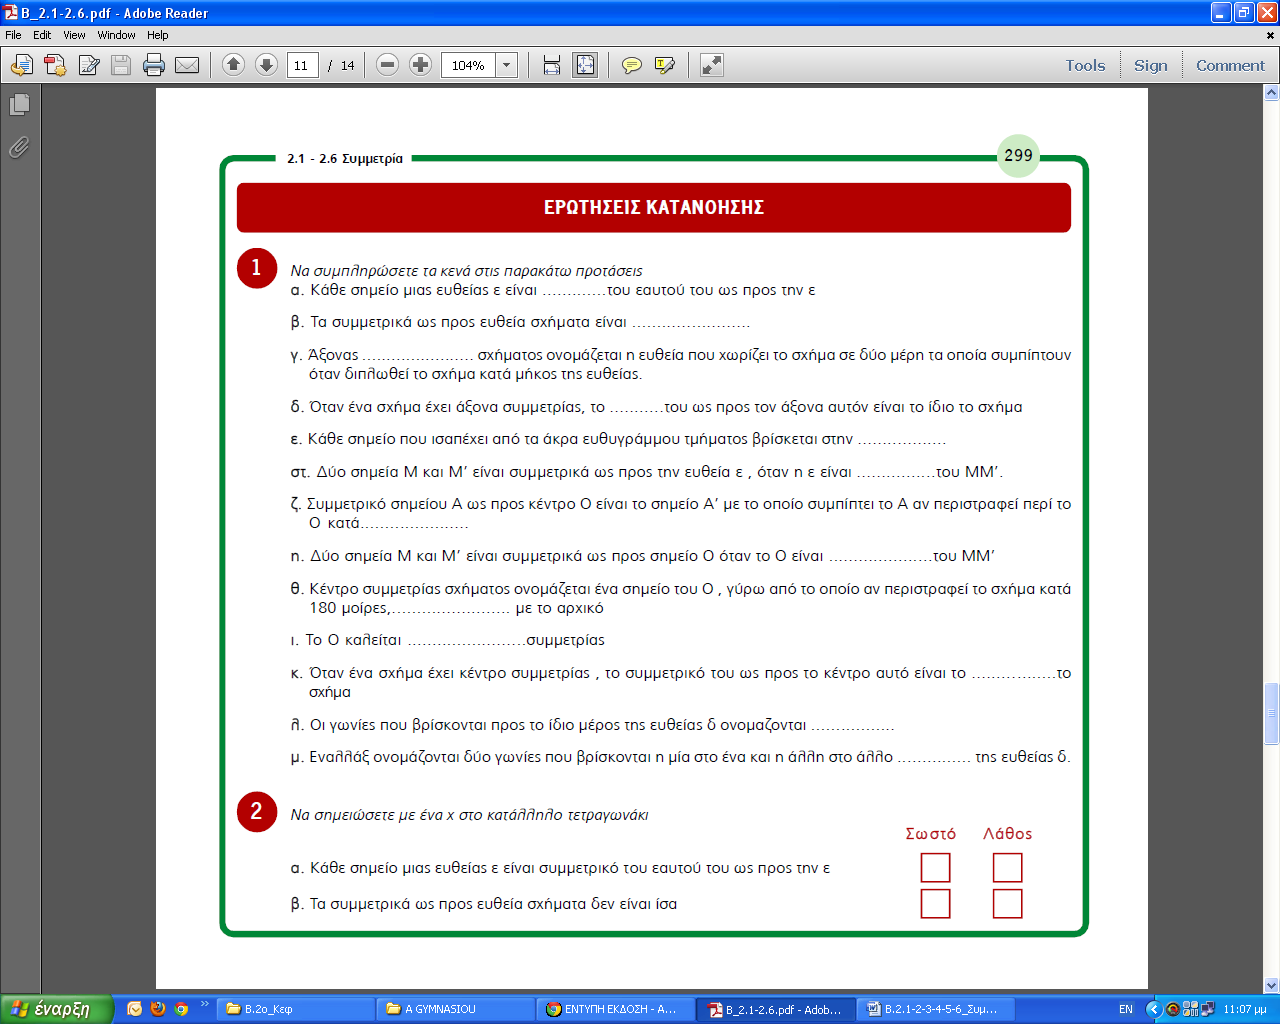 B_2.1-2.6.pdf - Adobe Reader
File Edit View Window Help
11 / 14 104% Tools Sign Comment
2.1 - 2.6 Συμμετρία 299
ΕΡΩΤΗΣΕΙΣ ΚΑΤΑΝΟΗΣΗΣ
1 Να συμπληρώσετε τα κενά στις παρακάτω προτάσεις
α. Κάθε σημείο μιας ευθείας ε είναι .............του εαυτού του ως προς την ε
β. Τα συμμετρικά ως προς ευθεία σχήματα είναι ........................
γ. Άξονας ....................... σχήματος ονομάζεται η ευθεία που χωρίζει το σχήμα σε δύο μέρη τα οποία συμπίπτουν
όταν διπλωθεί το σχήμα κατά μήκος της ευθείας.
δ. Όταν ένα σχήμα έχει άξονα συμμετρίας, το ...........του ως προς τον άξονα αυτόν είναι το ίδιο το σχήμα
ε. Κάθε σημείο που ισαπέχει από τα άκρα ευθυγράμμου τμήματος βρίσκεται στην ..................
στ. Δύο σημεία Μ και Μ’ είναι συμμετρικά ως προς την ευθεία ε , όταν η ε είναι ................του ΜΜ’.
ζ. Συμμετρικό σημείου Α ως προς κέντρο Ο είναι το σημείο Α’ με το οποίο συμπίπτει το Α αν περιστραφεί περί το
Ο κατά......................
η. Δύο σημεία Μ και Μ’ είναι συμμετρικά ως προς σημείο Ο όταν το Ο είναι .....................του ΜΜ’
θ. Κέντρο συμμετρίας σχήματος ονομάζεται ένα σημείο του Ο , γύρω από το οποίο αν περιστραφεί το σχήμα κατά
180 μοίρες,........................ με το αρχικό
ι. Το Ο καλείται ........................συμμετρίας
κ. Όταν ένα σχήμα έχει κέντρο συμμετρίας , το συμμετρικό του ως προς το κέντρο αυτό είναι το .................το
σχήμα
λ. Οι γωνίες που βρίσκονται προς το ίδιο μέρος της ευθείας δ ονομαζονται .................
μ. Εναλλάξ ονομάζονται δύο γωνίες που βρίσκονται η μία στο ένα και η άλλη στο άλλο ............... της ευθείας δ.
2 Να σημειώσετε με ένα x στο κατάλληλο τετραγωνάκι
Σωστό Λάθος
α. Κάθε σημείο μιας ευθείας ε είναι συμμετρικό του εαυτού του ως προς την ε
β. Τα συμμετρικά ως προς ευθεία σχήματα δεν είναι ίσα
έναρξη B.2o_Κεφ A GYMNASIOU ΕΝΤΥΠΗ ΕΚΔΟΣΗ - Α... B_2.1-2.6.pdf - Adob... B.2.1-2-3-4-5-6_Συμ... EN 11:07 μμ